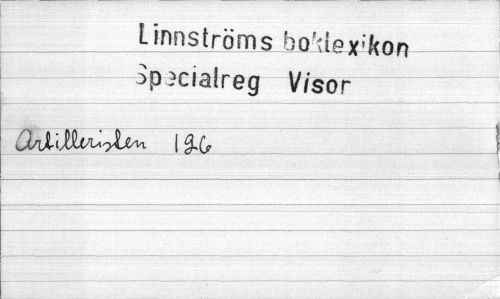 Linnströms boklexikon
Specialreg Visor
Artilleristen 126